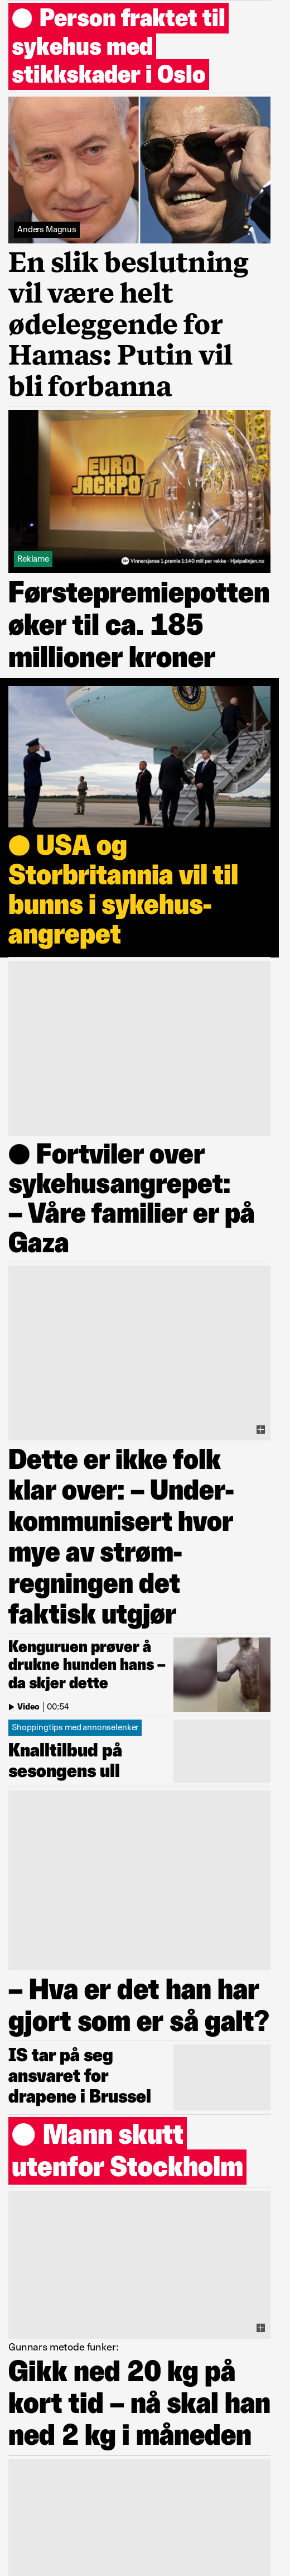 Person fraktet til
sykehus med
stikkskader i Oslo
Anders Magnus
En slik beslutning
vil være helt
ødeleggende for
Hamas: Putin vil
bli forbanna
EURO
JACKPOT
Reklame
Vinnersjanse 1.premie 1:140 mill per rekke - Hjelpelinjen.no
Førstepremiepotten
øker til ca. 185
millioner kroner
USA og
Storbritannia vil til
bunns i sykehus-
angrepet
Fortviler over
sykehusangrepet:
– Våre familier er på
Gaza
Dette er ikke folk
klar over: – Under-
kommunisert hvor
mye av strøm-
regningen det
faktisk utgjør
Kenguruen prøver å
drukne hunden hans –
da skjer dette
Video | 00:54
Shoppingtips med annonselenker
Knalltilbud på
sesongens ull
– Hva er det han har
gjort som er så galt?
IS tar på seg
ansvaret for
drapene i Brussel
Mann skutt
utenfor Stockholm
Gunnars metode funker:
Gikk ned 20 kg på
kort tid – nå skal han
ned 2 kg i måneden